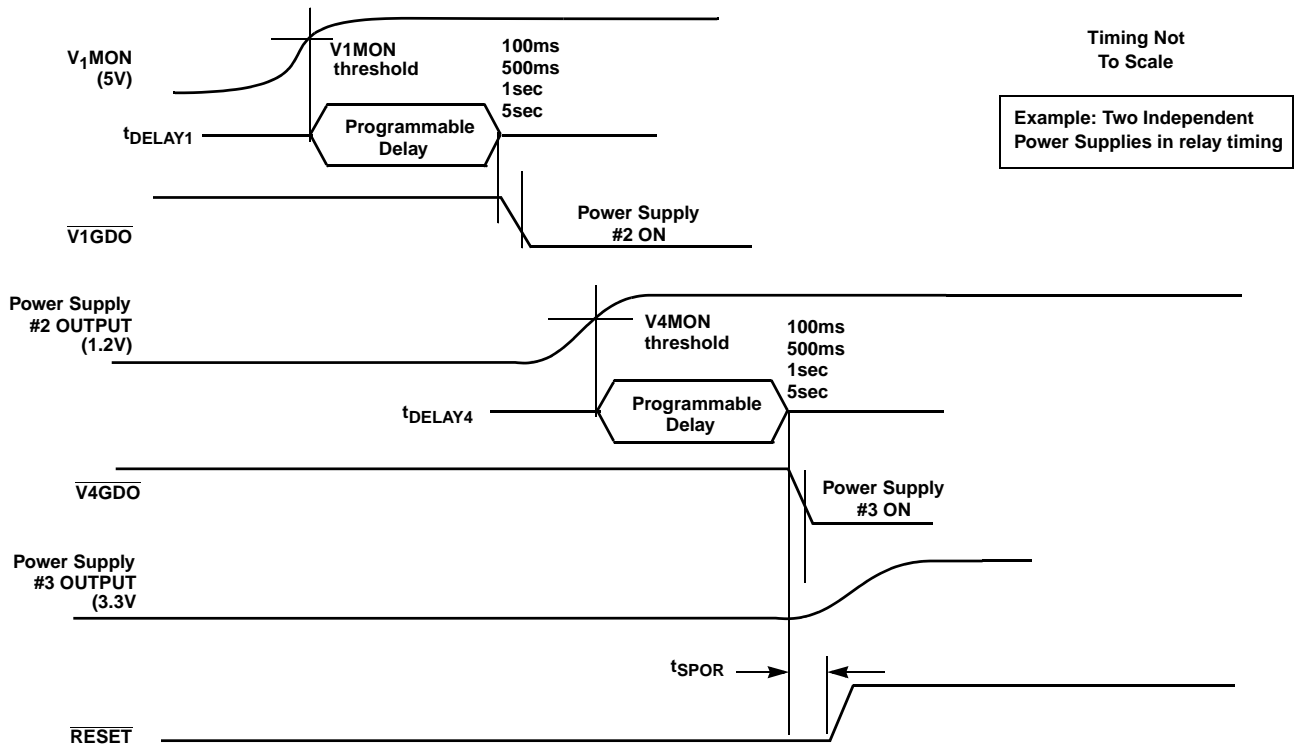 V1MON
(5V)
V1MON
threshold
100ms
500ms
1sec
5sec
Timing Not
To Scale
Example: Two Independent
Power Supplies in relay timing
tDELAY1
Programmable
Delay
V1GDO
Power Supply
#2 ON
Power Supply
#2 OUTPUT
(1.2V)
V4MON
threshold
100ms
500ms
1sec
5sec
tDELAY4
Programmable
Delay
V4GDO
Power Supply
#3 ON
Power Supply
#3 OUTPUT
(3.3V
tSPOR
RESET